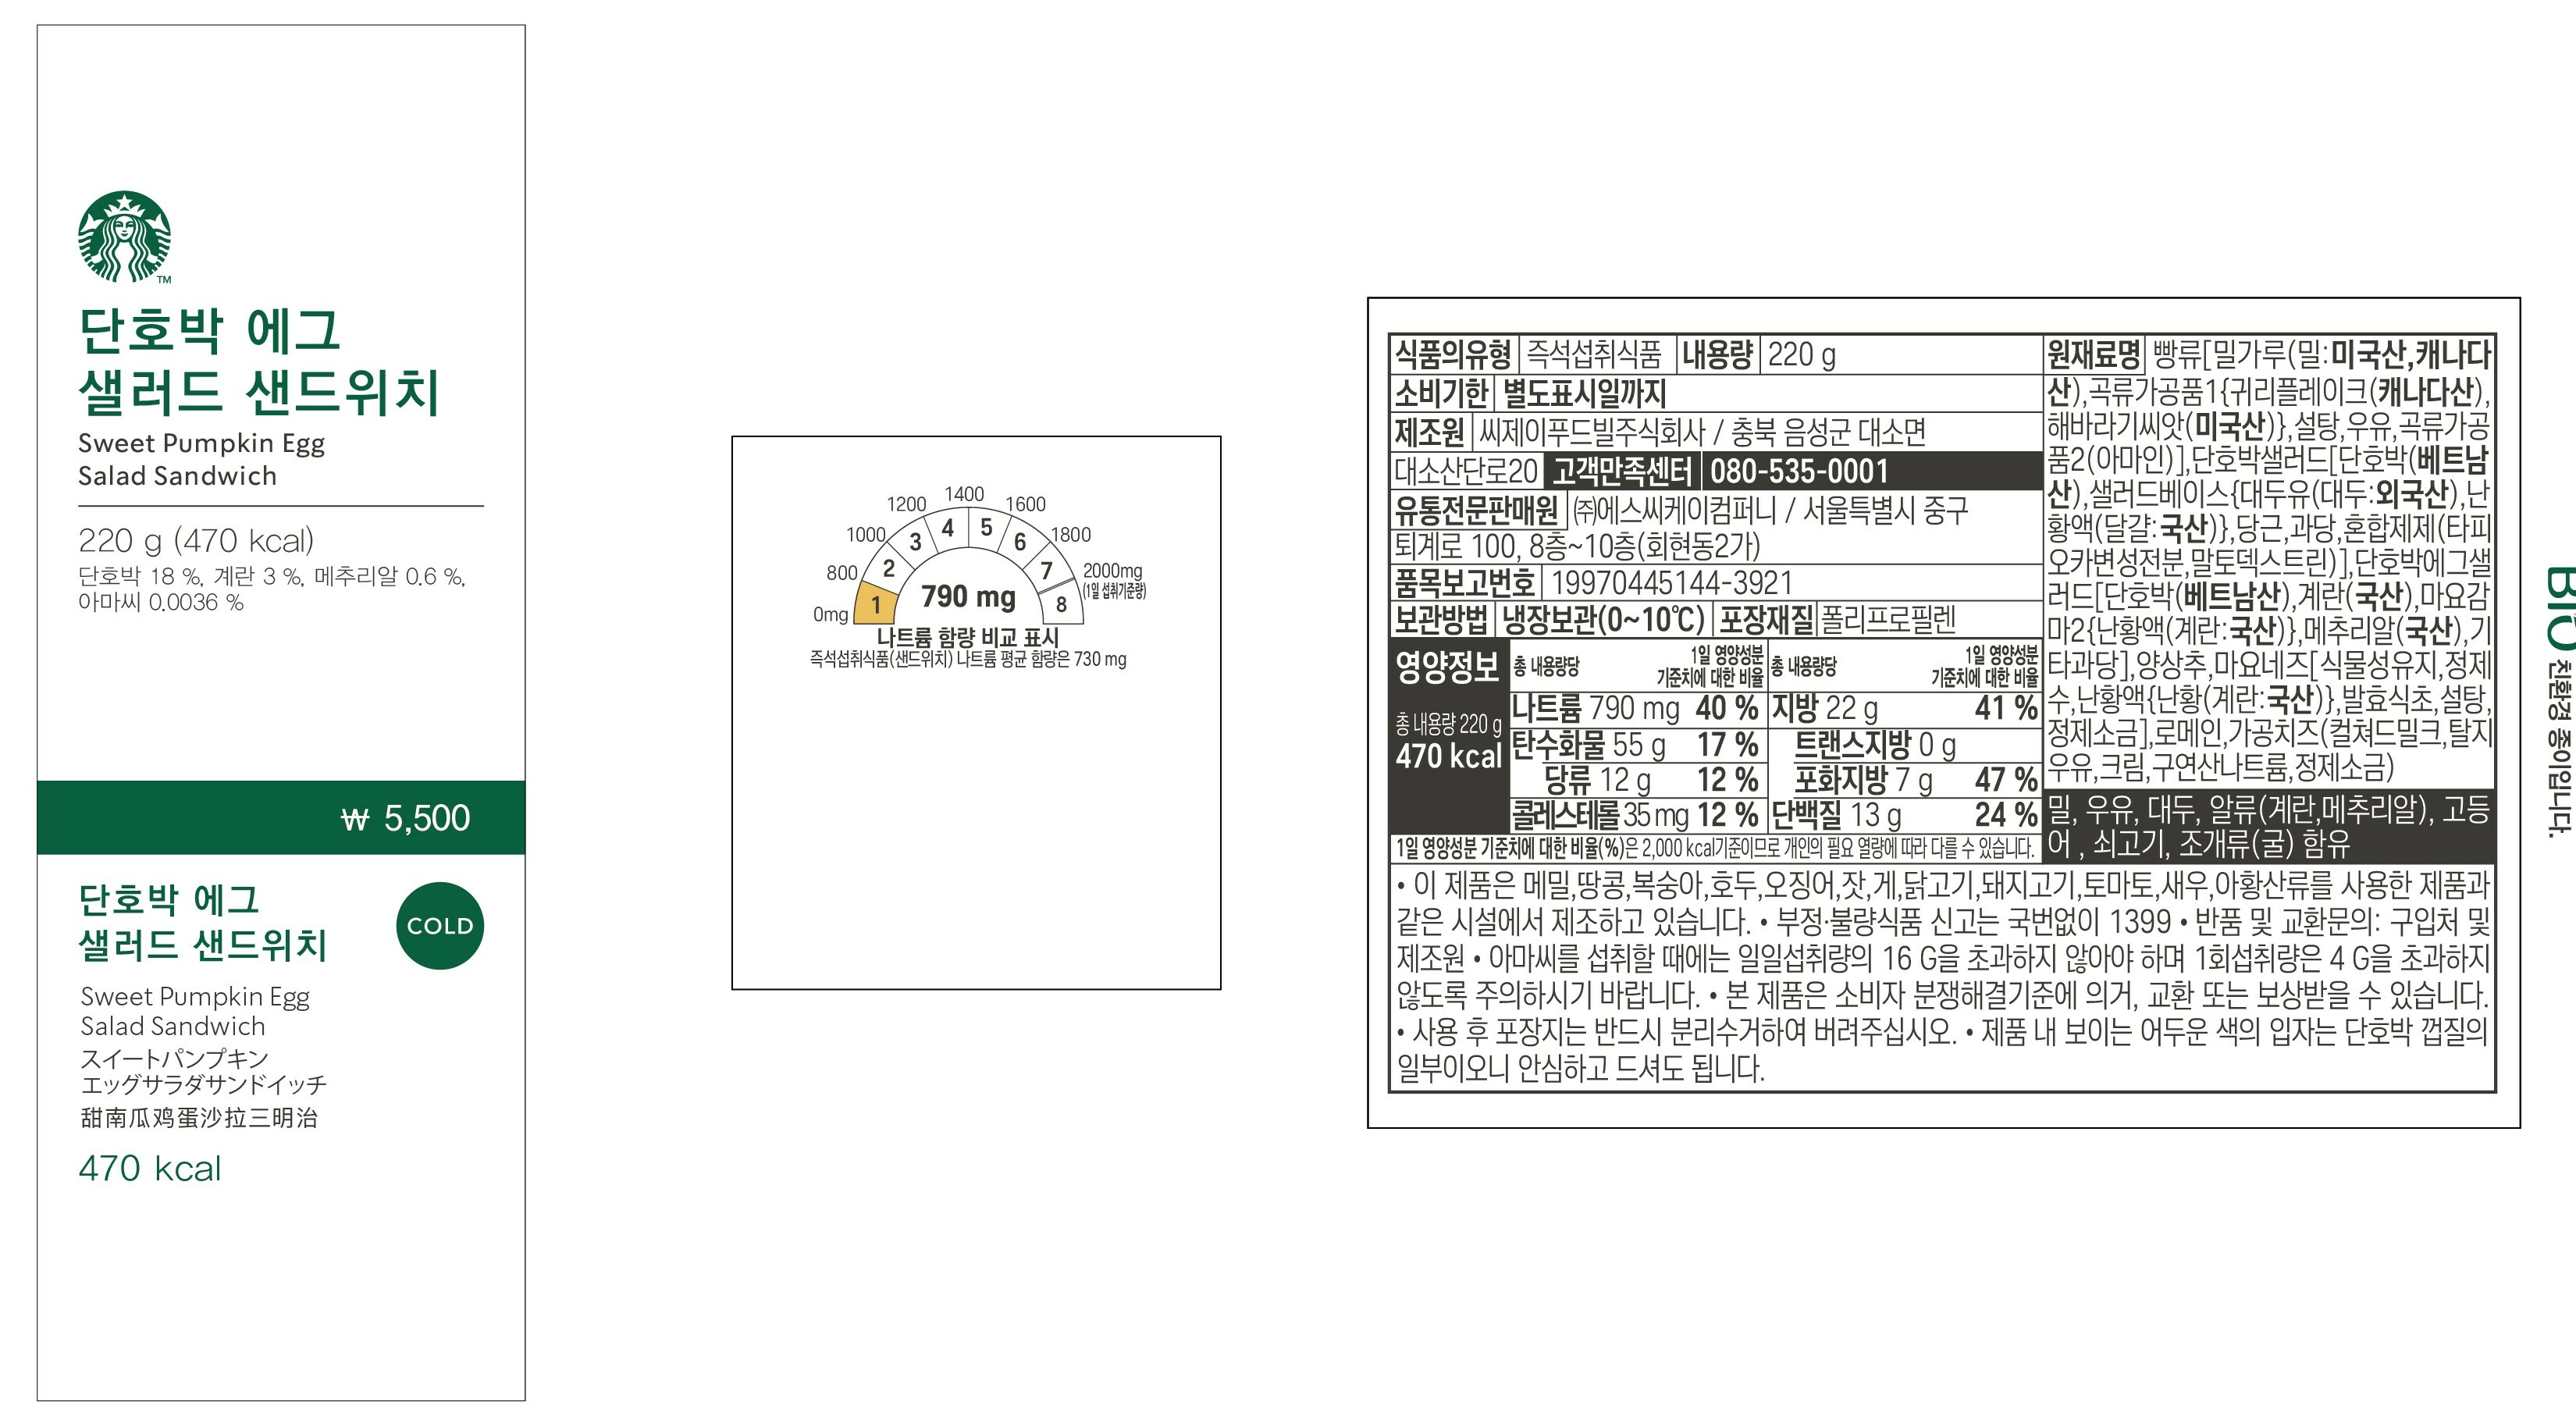 TM
단호박 에그
샐러드 샌드위치
Sweet Pumpkin Egg
Salad Sandwich
220 g (470 kcal)
단호박 18 %, 계란 3 %, 메추리알 0.6 %,
아마씨 0.0036 %
₩ 5,500
단호박 에그
샐러드 샌드위치
COLD
Sweet Pumpkin Egg
Salad Sandwich
スイートパンプキン
エッグサラダサンドイッチ
甜南瓜鸡蛋沙拉三明治
470 kcal
0mg 800 1000 1200 1400 1600 1800 2000mg
(1일 섭취기준량)
1 2 3 4 5 6 7 8
790 mg
나트륨 함량 비교 표시
즉석섭취식품(샌드위치) 나트륨 평균 함량은 730 mg
식품의유형 즉석섭취식품 내용량 220 g
소비기한 별도표시일까지
제조원 씨제이푸드빌주식회사 / 충북 음성군 대소면
대소산단로20 고객만족센터 080-535-0001
유통전문판매원 ㈜에스씨케이컴퍼니 / 서울특별시 중구
퇴계로 100, 8층~10층(회현동2가)
품목보고번호 19970445144-3921
보관방법 냉장보관(0~10℃) 포장재질 폴리프로필렌
영양정보
총 내용량 220 g
470 kcal
총 내용량당 1일 영양성분 기준치에 대한 비율 총 내용량당 1일 영양성분 기준치에 대한 비율
나트륨 790 mg 40 % 지방 22 g 41 %
탄수화물 55 g 17 % 트랜스지방 0 g
당류 12 g 12 % 포화지방 7 g 47 %
콜레스테롤 35 mg 12 % 단백질 13 g 24 %
1일 영양성분 기준치에 대한 비율(%)은 2,000 kcal기준이므로 개인의 필요 열량에 따라 다를 수 있습니다.
원재료명 빵류[밀가루(밀:미국산,캐나다
산),곡류가공품1{귀리플레이크(캐나다산),
해바라기씨앗(미국산)},설탕,우유,곡류가공
품2(아마인)],단호박샐러드[단호박(베트남
산),샐러드베이스{대두유(대두:외국산),난
황액(달걀:국산)},당근,과당,혼합제제(타피
오카변성전분,말토덱스트린)],단호박에그샐
러드[단호박(베트남산),계란(국산),마요감
마2{난황액(계란:국산)},메추리알(국산),기
타과당],양상추,마요네즈[식물성유지,정제
수,난황액{난황(계란:국산)},발효식초,설탕,
정제소금],로메인,가공치즈(컬쳐드밀크,탈지
우유,크림,구연산나트륨,정제소금)
밀, 우유, 대두, 알류(계란,메추리알), 고등
어 , 쇠고기, 조개류(굴) 함유
• 이 제품은 메밀,땅콩,복숭아,호두,오징어,잣,게,닭고기,돼지고기,토마토,새우,아황산류를 사용한 제품과
같은 시설에서 제조하고 있습니다. • 부정·불량식품 신고는 국번없이 1399 • 반품 및 교환문의: 구입처 및
제조원 • 아마씨를 섭취할 때에는 일일섭취량의 16 G을 초과하지 않아야 하며 1회섭취량은 4 G을 초과하지
않도록 주의하시기 바랍니다. • 본 제품은 소비자 분쟁해결기준에 의거, 교환 또는 보상받을 수 있습니다.
• 사용 후 포장지는 반드시 분리수거하여 버려주십시오. • 제품 내 보이는 어두운 색의 입자는 단호박 껍질의
일부이오니 안심하고 드셔도 됩니다.
BIO 친환경 종이입니다.